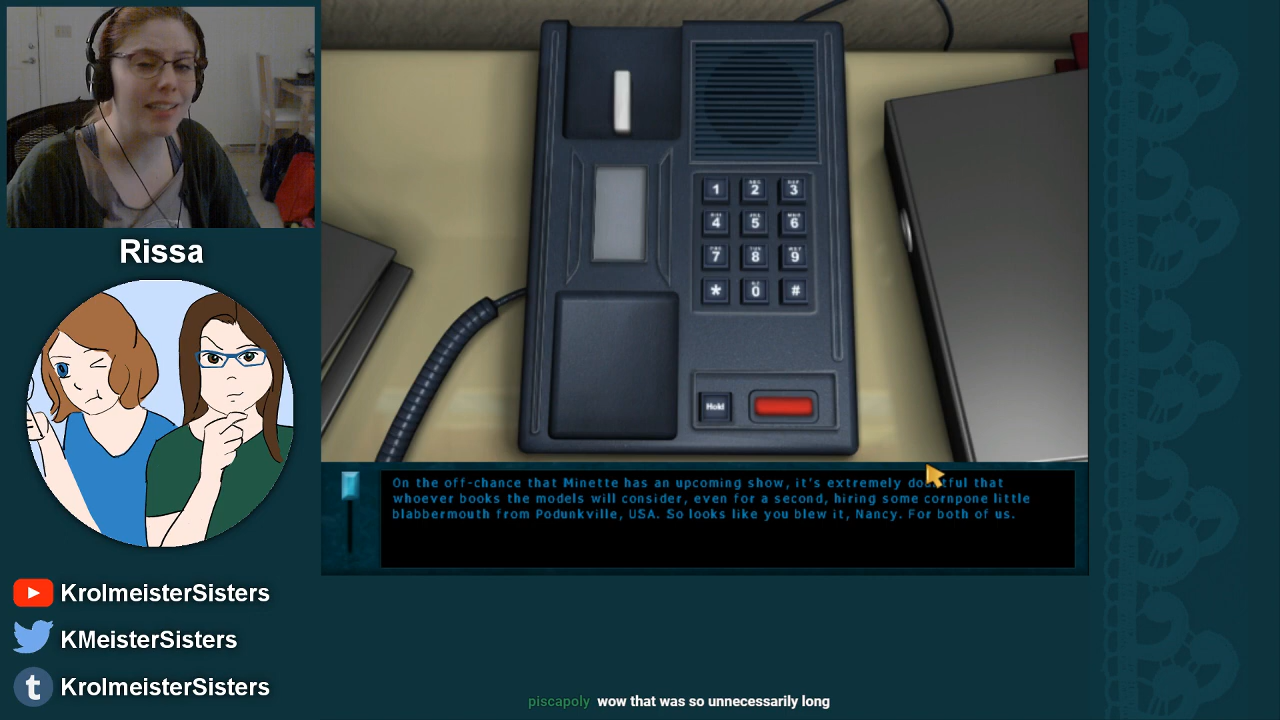 Rissa
KrolmeisterSisters
KMeisterSisters
t KrolmeisterSisters
1 2 3
4 5 6
7 8 9
* 0 #
Hold
On the off-chance that Minette has an upcoming show, it's extremely doubtful that
whoever books the models will consider, even for a second, hiring some cornpone little
blabbermouth from Podunkville, USA. So looks like you blew it, Nancy. For both of us.
piscapoly wow that was so unnecessarily long